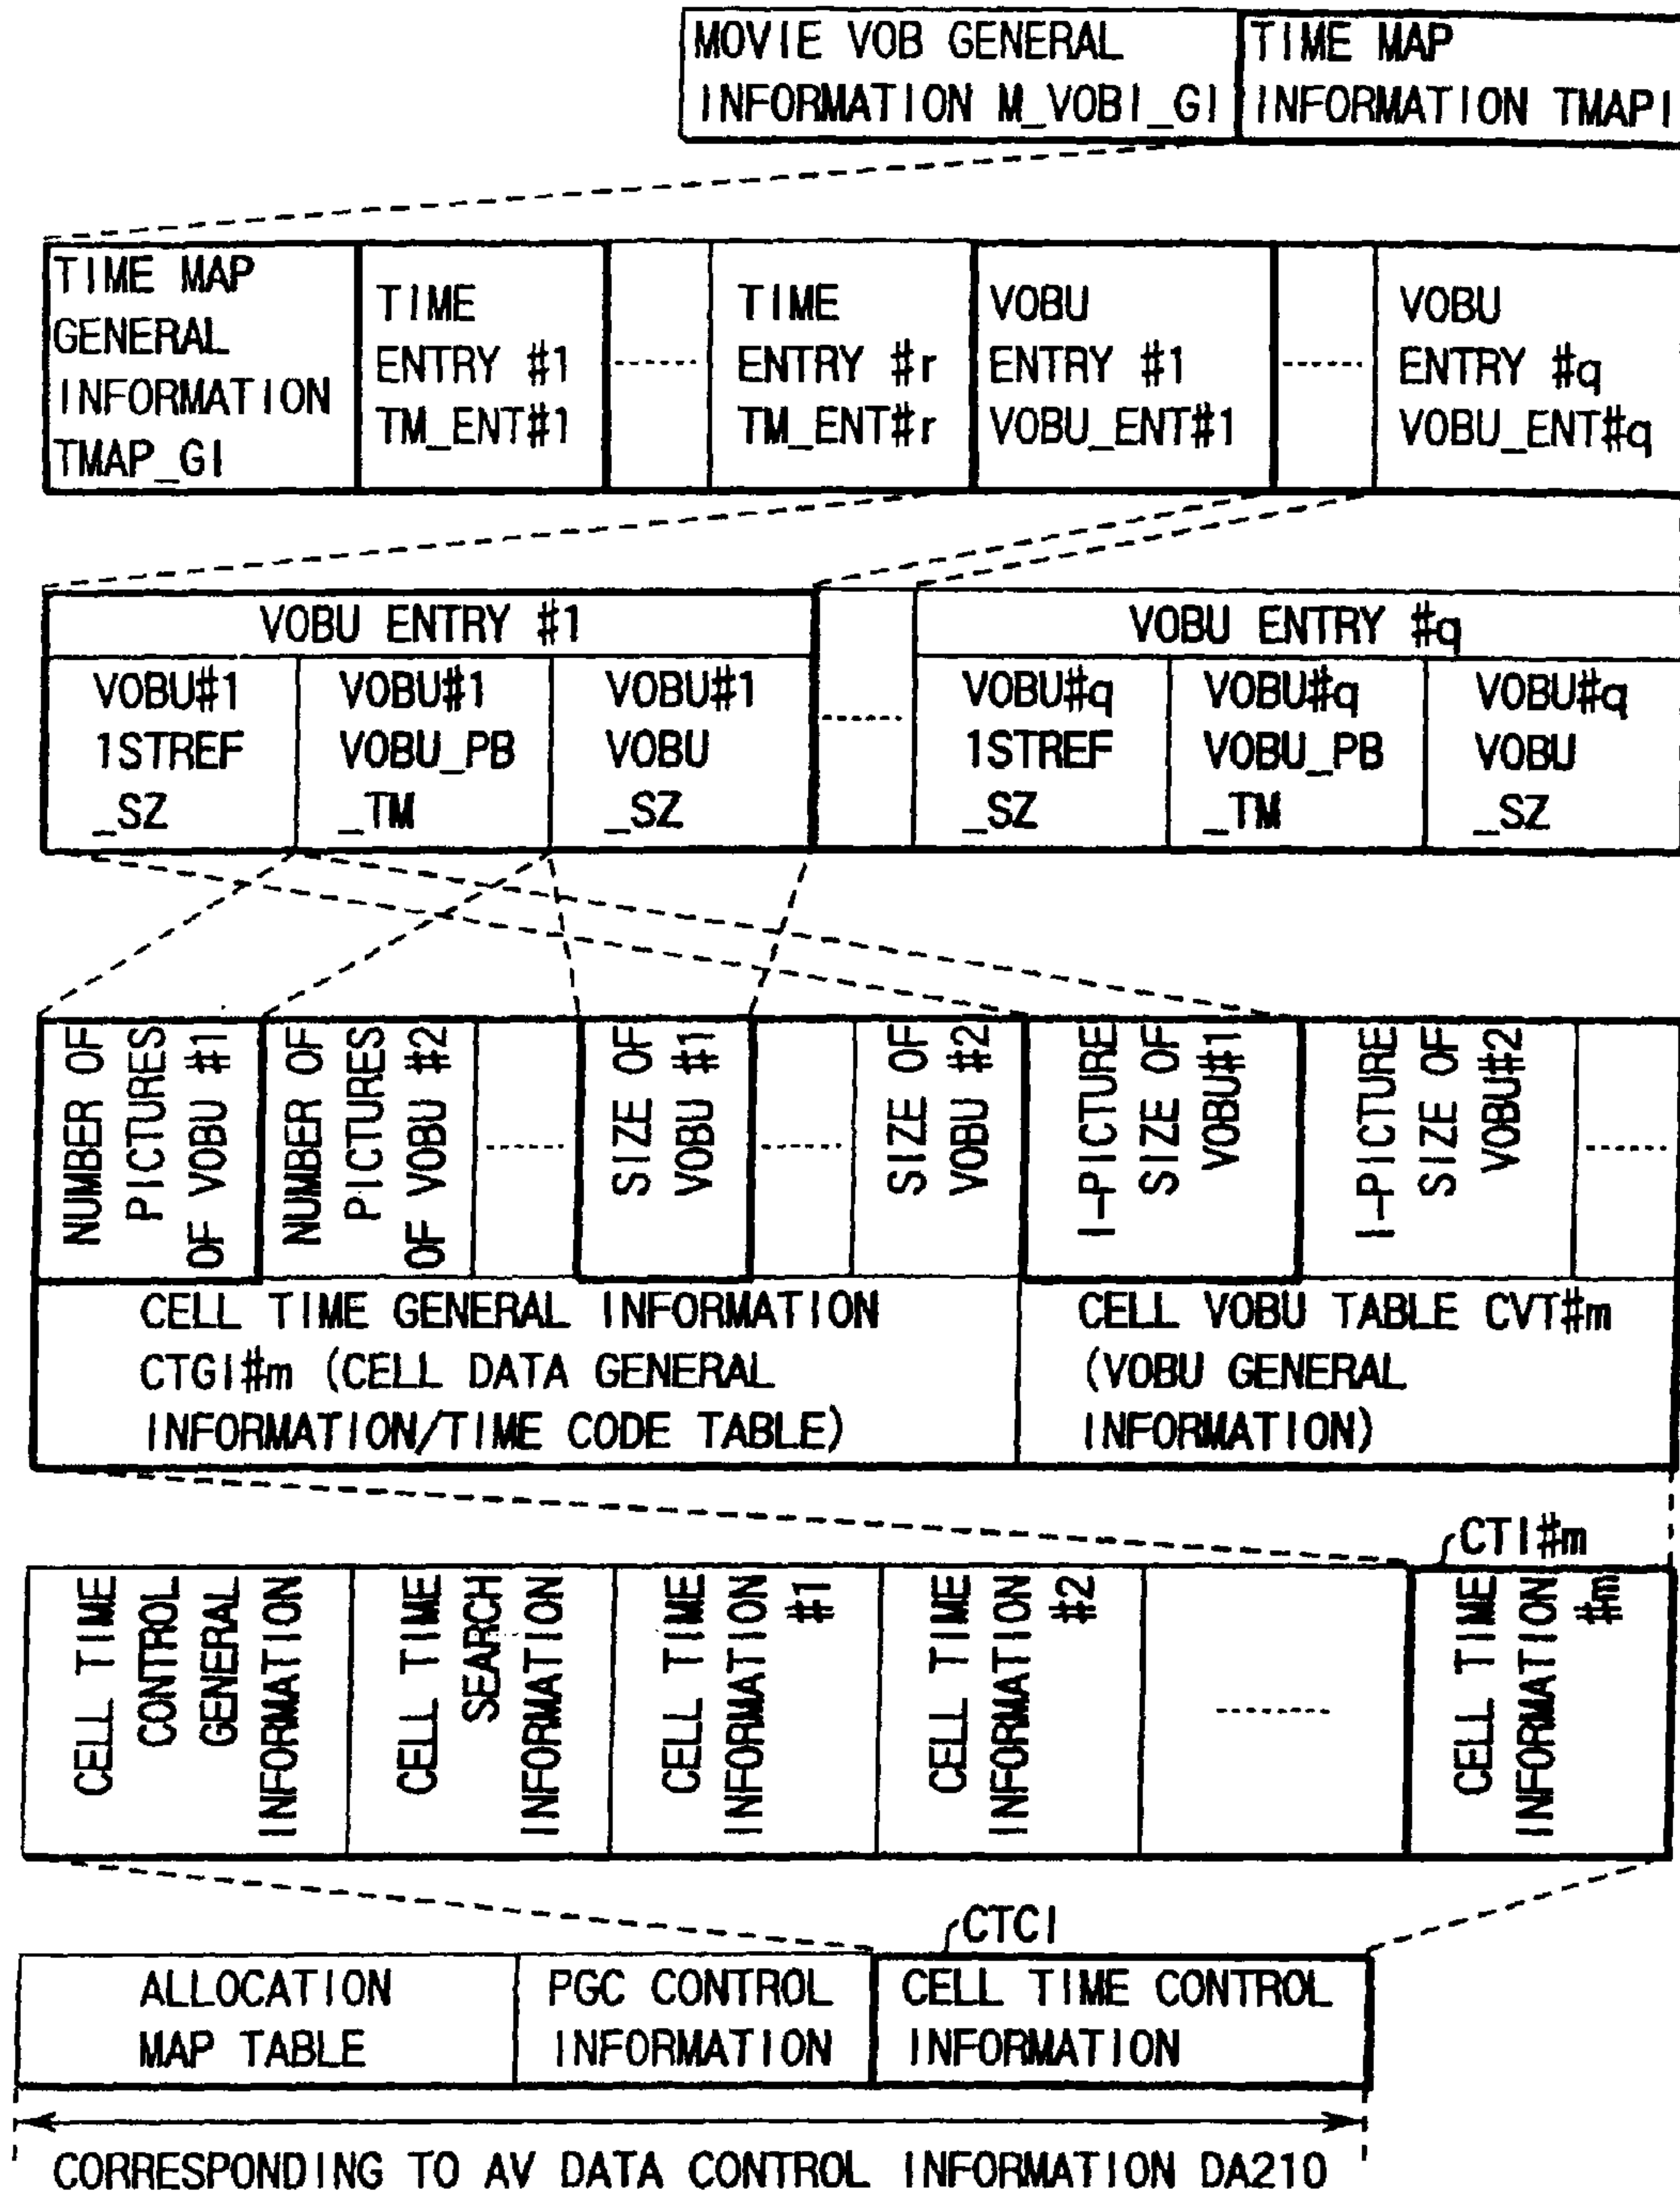 MOVIE VOB GENERAL
INFORMATION M_VOBI_GI
TIME MAP
INFORMATION TMAPI
TIME MAP
GENERAL
INFORMATION
TMAP_GI
TIME
ENTRY #1
TM_ENT#1
TIME
ENTRY #r
TM_ENT#r
VOBU
ENTRY #1
VOBU_ENT#1
VOBU
ENTRY #q
VOBU_ENT#q
VOBU ENTRY #1
VOBU ENTRY #q
VOBU#1
1STREF
_SZ
VOBU#1
VOBU_PB
_TM
VOBU#1
VOBU
_SZ
VOBU#q
1STREF
_SZ
VOBU#q
VOBU_PB
_TM
VOBU#q
VOBU
_SZ
NUMBER OF
PICTURES
OF VOBU #1
NUMBER OF
PICTURES
OF VOBU #2
SIZE OF
VOBU #1
SIZE OF
VOBU #2
I-PICTURE
SIZE OF
VOBU#1
I-PICTURE
SIZE OF
VOBU#2
CELL TIME GENERAL INFORMATION
CTGI#m (CELL DATA GENERAL
INFORMATION/TIME CODE TABLE)
CELL VOBU TABLE CVT#m
(VOBU GENERAL
INFORMATION)
CTI#m
CELL TIME
CONTROL
GENERAL
INFORMATION
CELL TIME
SEARCH
INFORMATION
CELL TIME
INFORMATION
#1
CELL TIME
INFORMATION
#2
CELL TIME
INFORMATION
#m
CTCI
ALLOCATION
MAP TABLE
PGC CONTROL
INFORMATION
CELL TIME CONTROL
INFORMATION
CORRESPONDING TO AV DATA CONTROL INFORMATION DA210